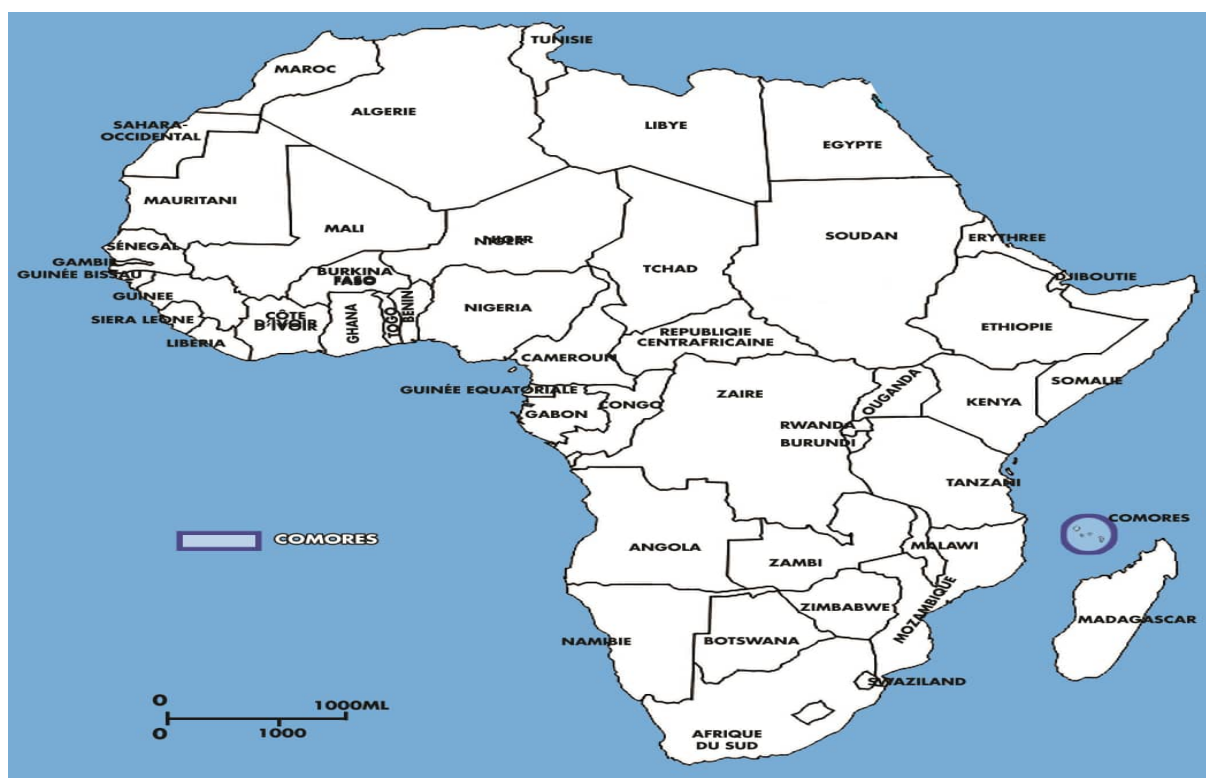 TUNISIE
MAROC
ALGERIE
LIBYE
EGYPTE
SAHARA-
OCCIDENTAL
MAURITANI
MALI
NIGER
TCHAD
SOUDAN
ERYTHREE
DJIBOUTIE
SÉNEGAL
GAMBIE
GUINÉE BISSAU
GUINEE
SIERA LEONE
LIBERIA
CÔTE
D'IVOIR
BURKINA
FASO
GHANA
TOGO
BENIN
NIGERIA
CAMEROUN
REPUBLIQE
CENTRAFRICAINE
ETHIOPIE
SOMALIE
GUINÉE EQUATORIALE
GABON
CONGO
ZAIRE
OUGANDA
KENYA
RWANDA
BURUNDI
TANZANI
COMORES
COMORES
ANGOLA
ZAMBI
MALAWI
MOZAMBIQUE
ZIMBABWE
MADAGASCAR
NAMIBIE
BOTSWANA
SWAZILAND
AFRIQUE
DU SUD
0 1000ML
0 1000